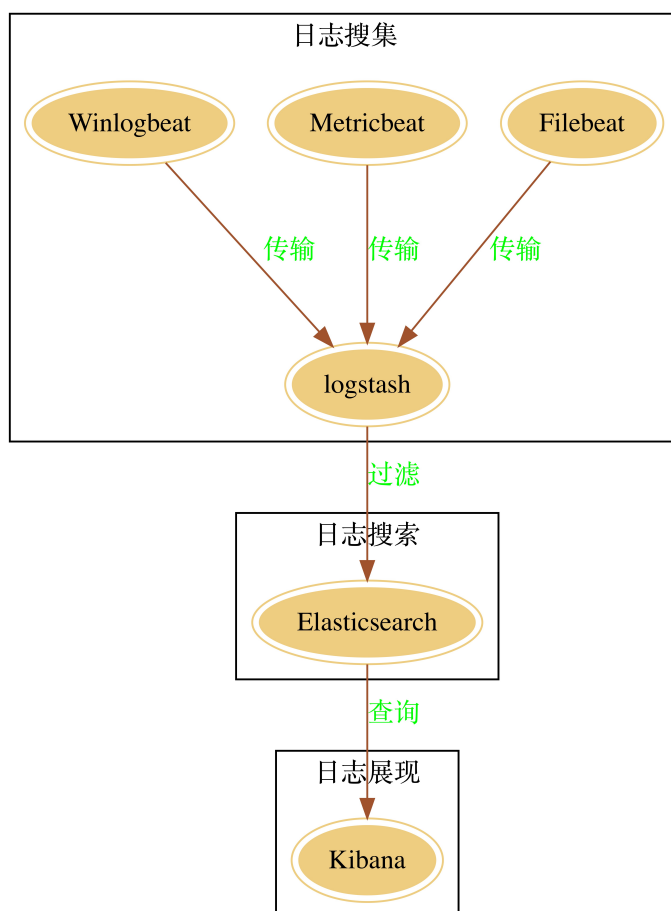 日志搜集
Winlogbeat
Metricbeat
Filebeat
传输
传输
传输
logstash
过滤
日志搜索
Elasticsearch
查询
日志展现
Kibana